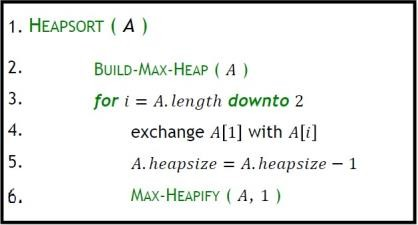 1. HEAPSORT ( A )
2. BUILD-MAX-HEAP ( A )
3. for i = A.length downto 2
4. exchange A[1] with A[i]
5. A.heapsize = A.heapsize − 1
6. MAX-HEAPIFY ( A, 1 )